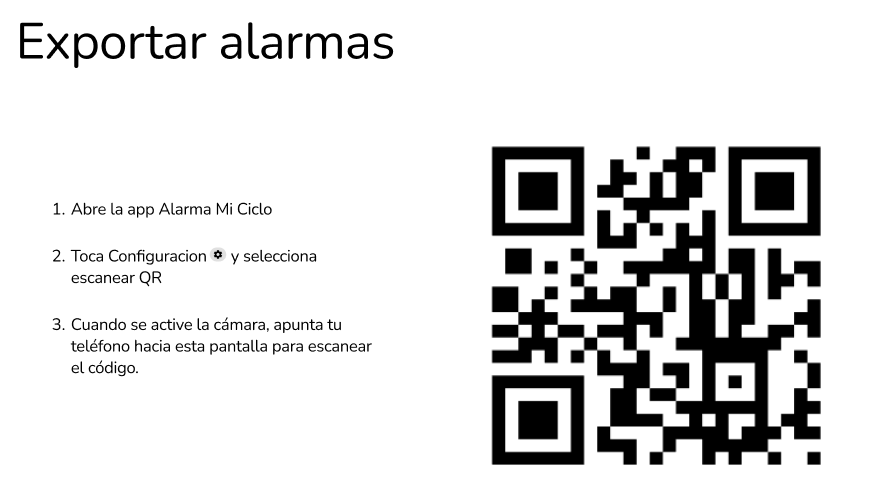 Exportar alarmas
1. Abre la app Alarma Mi Ciclo
2. Toca Configuracion y selecciona
escanear QR
3. Cuando se active la cámara, apunta tu
teléfono hacia esta pantalla para escanear
el código.